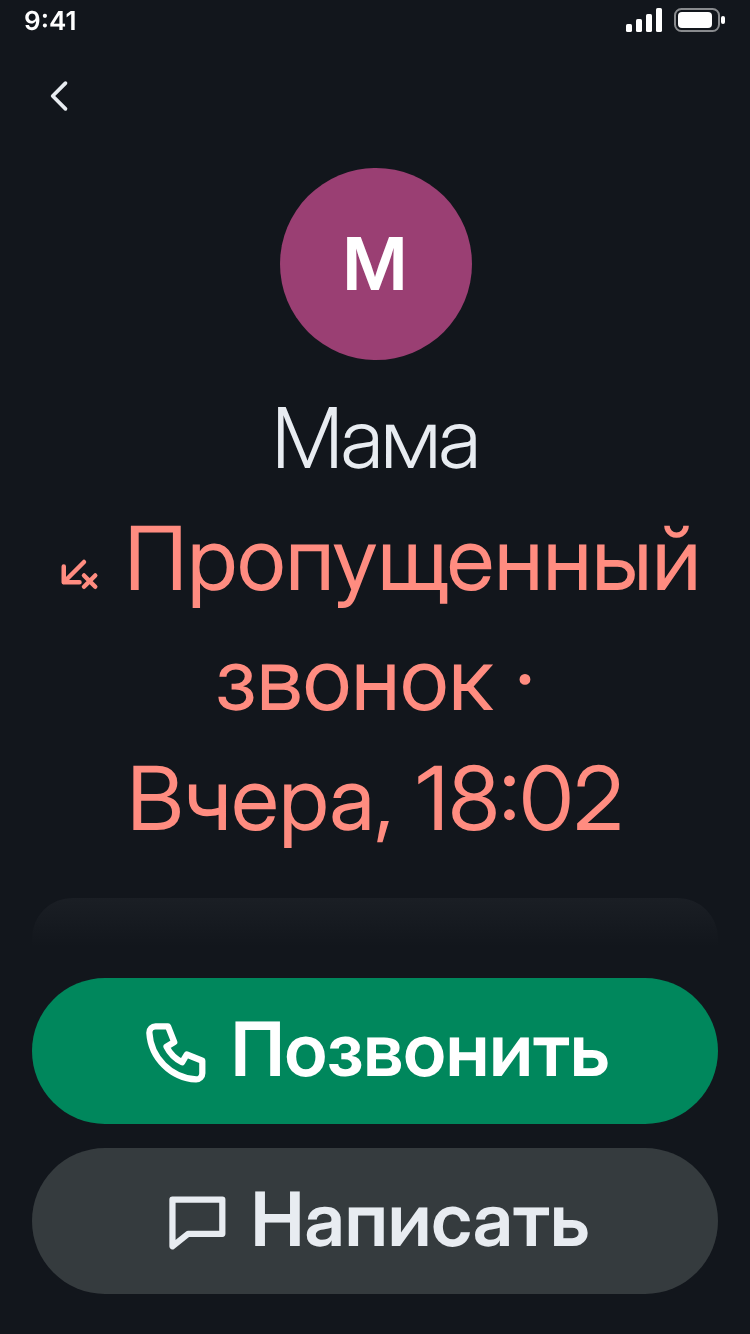 9:41
М
Мама
Пропущенный
звонок ·
Вчера, 18:02
Позвонить
Написать